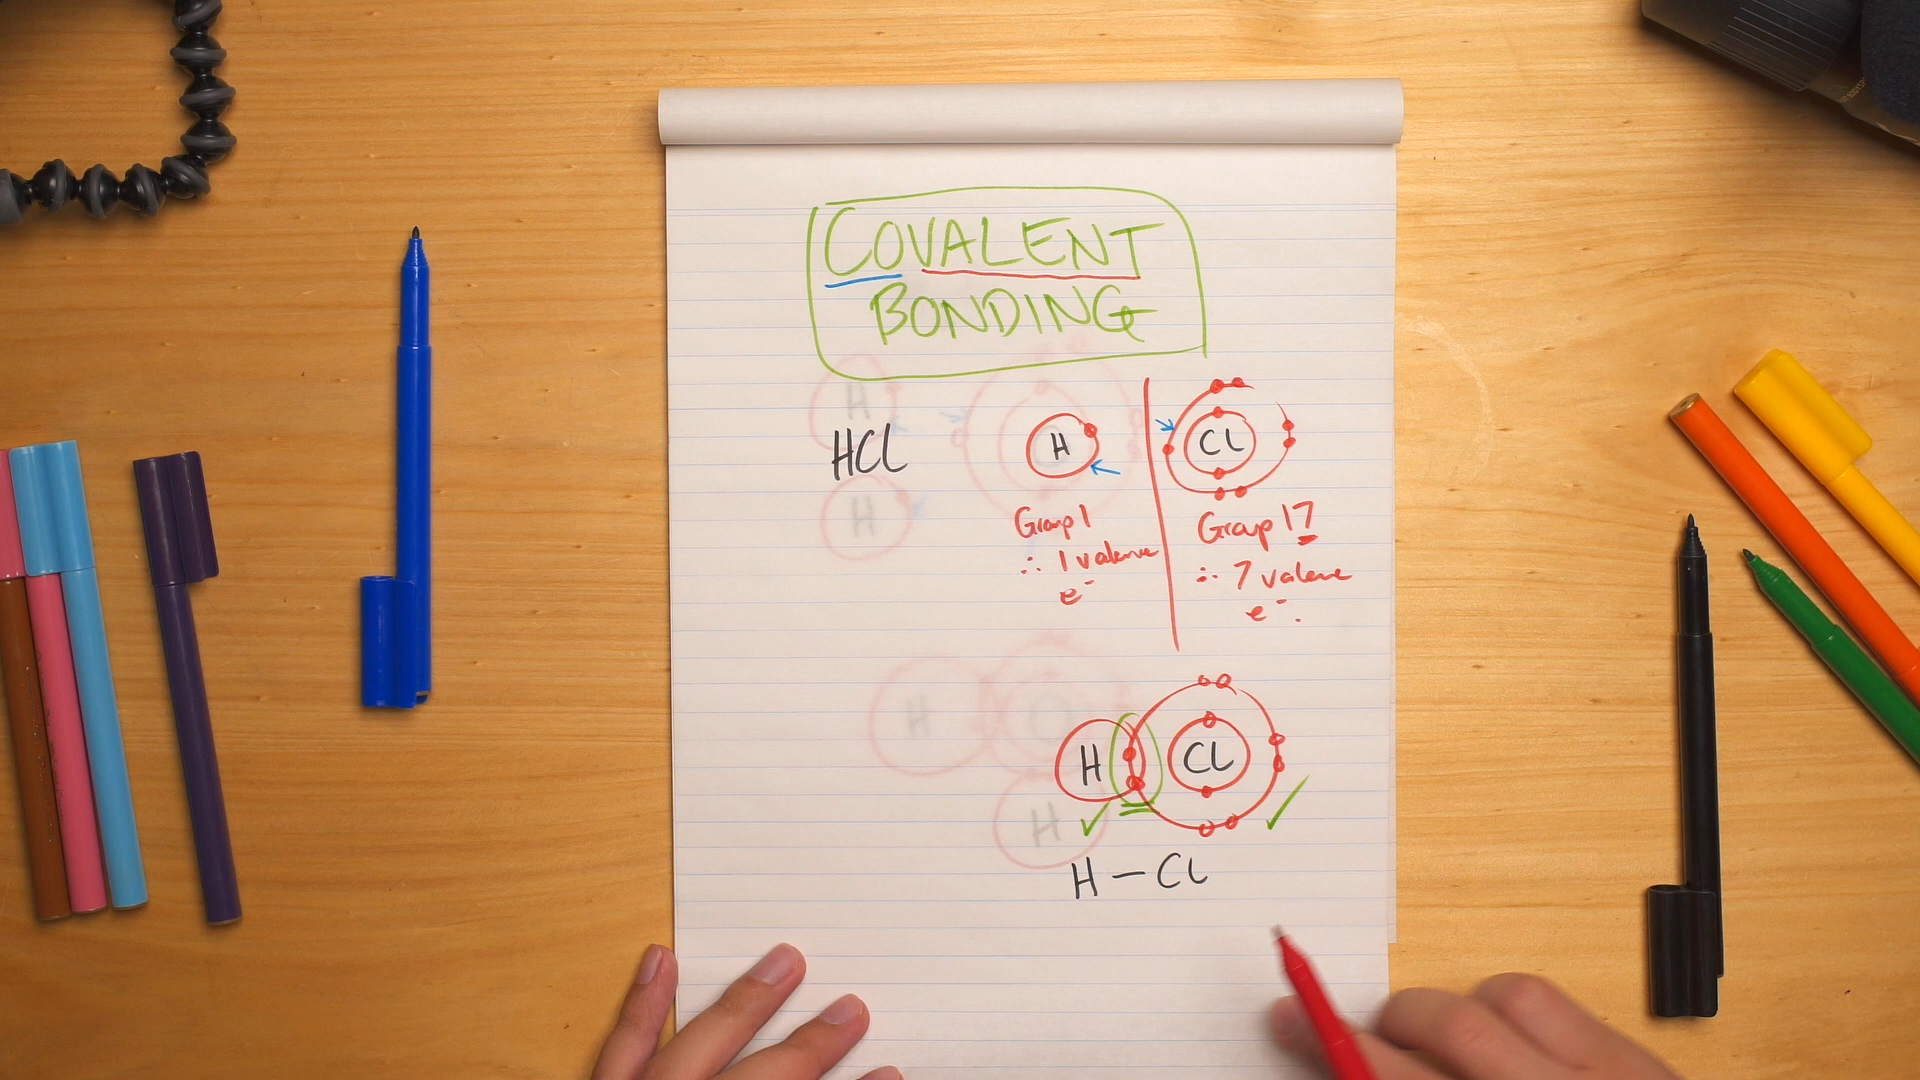 COVALENT
BONDING
HCl
H
Cl
Group 1
∴ 1 valence
e⁻
Group 17
∴ 7 valence
e⁻.
H
Cl
H — Cl
H
H
H
H